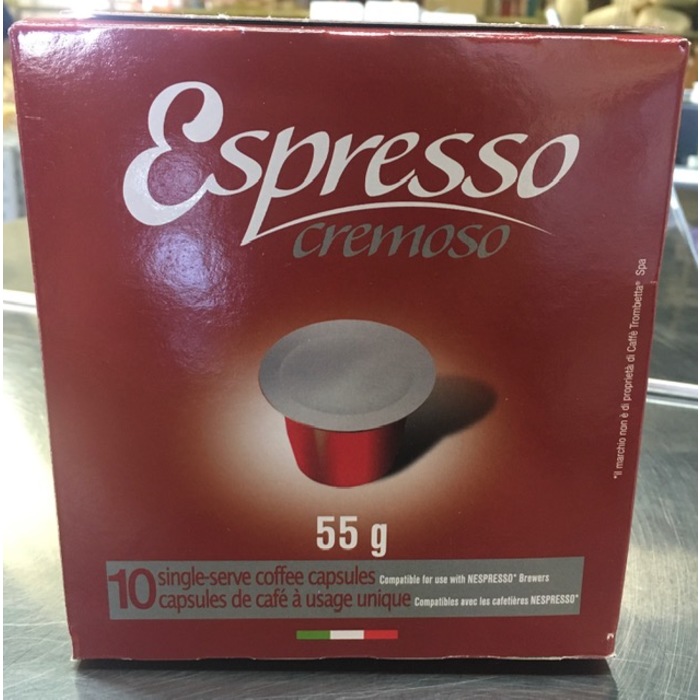 Espresso
cremoso
55 g
10 single-serve coffee capsules Compatible for use with NESPRESSO* Brewers
capsules de café à usage unique Compatibles avec les cafetières NESPRESSO*
*il marchio non è di proprietà di Caffè Trombetta® Spa